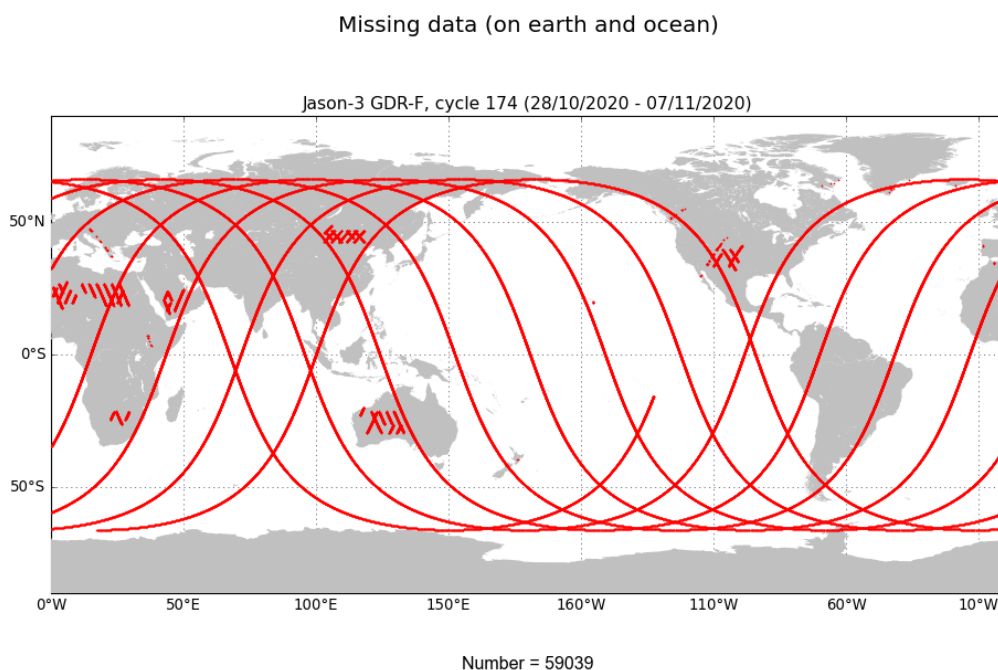 Missing data (on earth and ocean)
Jason-3 GDR-F, cycle 174 (28/10/2020 - 07/11/2020)
50°N
0°S
50°S
0°W 50°E 100°E 150°E 160°W 110°W 60°W 10°W
Number = 59039